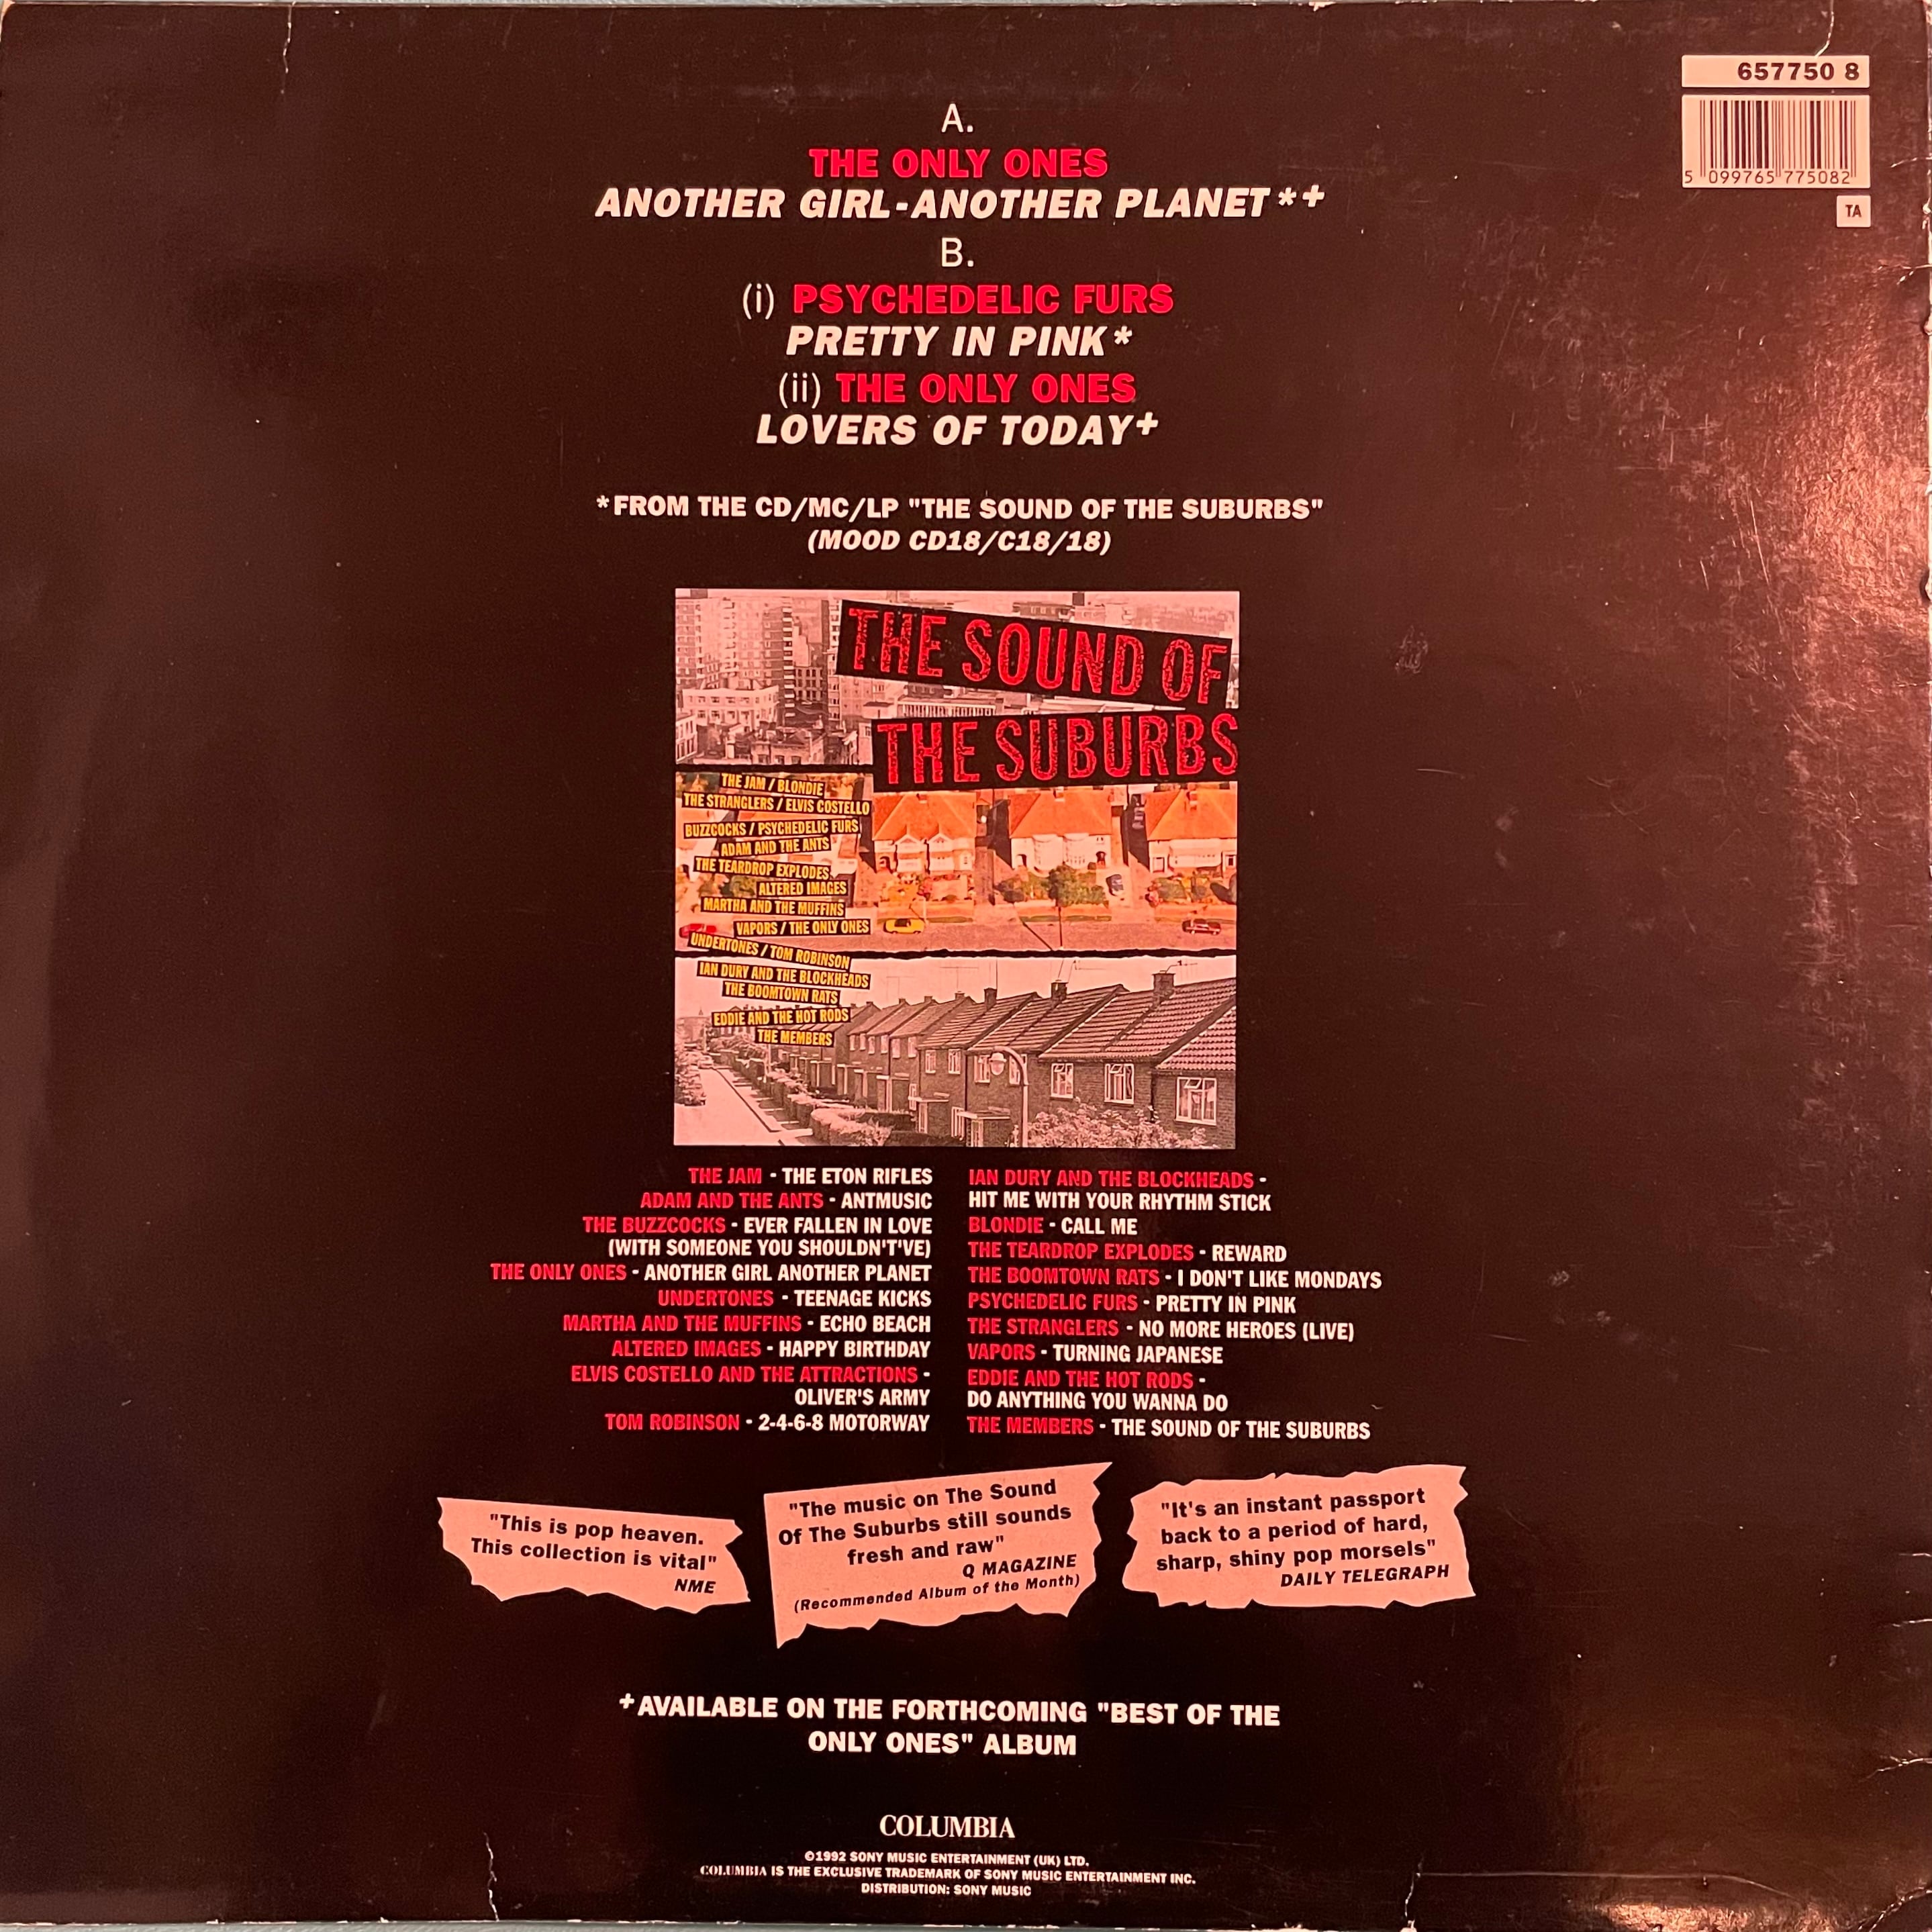 657750 8
5 099765 775082
TA
A.
THE ONLY ONES
ANOTHER GIRL-ANOTHER PLANET*+
B.
(i) PSYCHEDELIC FURS
PRETTY IN PINK*
(ii) THE ONLY ONES
LOVERS OF TODAY+
*FROM THE CD/MC/LP "THE SOUND OF THE SUBURBS"
(MOOD CD18/C18/18)
THE SOUND OF
THE SUBURBS
THE JAM / BLONDIE
THE STRANGLERS / ELVIS COSTELLO
BUZZCOCKS / PSYCHEDELIC FURS
ADAM AND THE ANTS
THE TEARDROP EXPLODES
ALTERED IMAGES
MARTHA AND THE MUFFINS
VAPORS / THE ONLY ONES
UNDERTONES / TOM ROBINSON
IAN DURY AND THE BLOCKHEADS
THE BOOMTOWN RATS
EDDIE AND THE HOT RODS
THE MEMBERS
THE JAM - THE ETON RIFLES
ADAM AND THE ANTS - ANTMUSIC
THE BUZZCOCKS - EVER FALLEN IN LOVE
(WITH SOMEONE YOU SHOULDN'T'VE)
THE ONLY ONES - ANOTHER GIRL ANOTHER PLANET
UNDERTONES - TEENAGE KICKS
MARTHA AND THE MUFFINS - ECHO BEACH
ALTERED IMAGES - HAPPY BIRTHDAY
ELVIS COSTELLO AND THE ATTRACTIONS -
OLIVER'S ARMY
TOM ROBINSON - 2-4-6-8 MOTORWAY
IAN DURY AND THE BLOCKHEADS -
HIT ME WITH YOUR RHYTHM STICK
BLONDIE - CALL ME
THE TEARDROP EXPLODES - REWARD
THE BOOMTOWN RATS - I DON'T LIKE MONDAYS
PSYCHEDELIC FURS - PRETTY IN PINK
THE STRANGLERS - NO MORE HEROES (LIVE)
VAPORS - TURNING JAPANESE
EDDIE AND THE HOT RODS -
DO ANYTHING YOU WANNA DO
THE MEMBERS - THE SOUND OF THE SUBURBS
"This is pop heaven.
This collection is vital"
NME
"The music on The Sound
Of The Suburbs still sounds
fresh and raw"
Q MAGAZINE
(Recommended Album of the Month)
"It's an instant passport
back to a period of hard,
sharp, shiny pop morsels"
DAILY TELEGRAPH
+AVAILABLE ON THE FORTHCOMING "BEST OF THE
ONLY ONES" ALBUM
COLUMBIA
©1992 SONY MUSIC ENTERTAINMENT (UK) LTD.
COLUMBIA IS THE EXCLUSIVE TRADEMARK OF SONY MUSIC ENTERTAINMENT INC.
DISTRIBUTION: SONY MUSIC